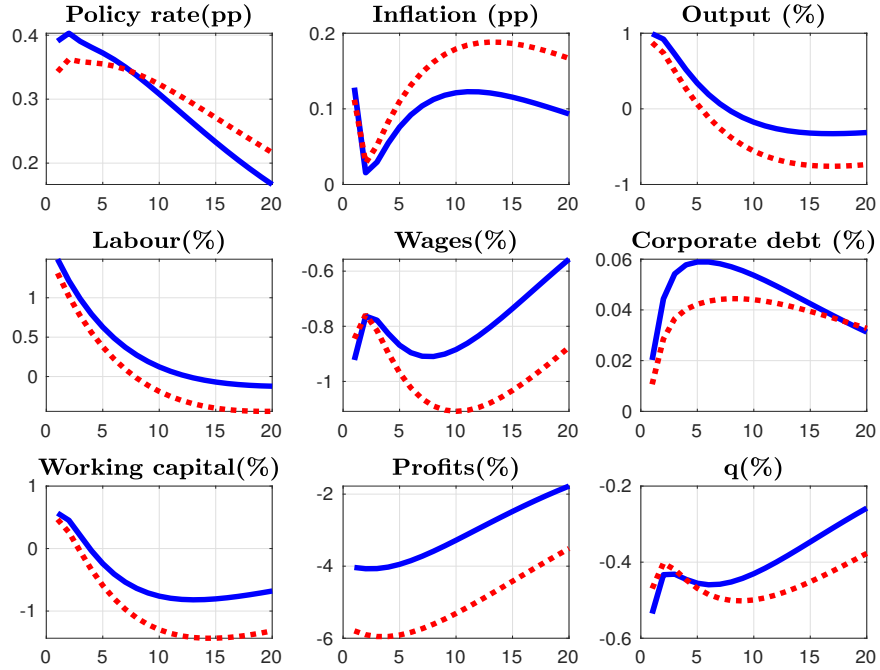 Policy rate(pp) Inflation (pp) Output (%)
0.4 0.2 1
0.3 0.1 0
0.2 0 -1
0 5 10 15 20 0 5 10 15 20 0 5 10 15 20
Labour(%) Wages(%) Corporate debt (%)
1 -0.6 0.06
0.5 -0.8 0.04
0 -1 0.02
0
0 5 10 15 20 0 5 10 15 20 0 5 10 15 20
Working capital(%) Profits(%) q(%)
1 -2 -0.2
0 -4 -0.4
-1 -6 -0.6
0 5 10 15 20 0 5 10 15 20 0 5 10 15 20